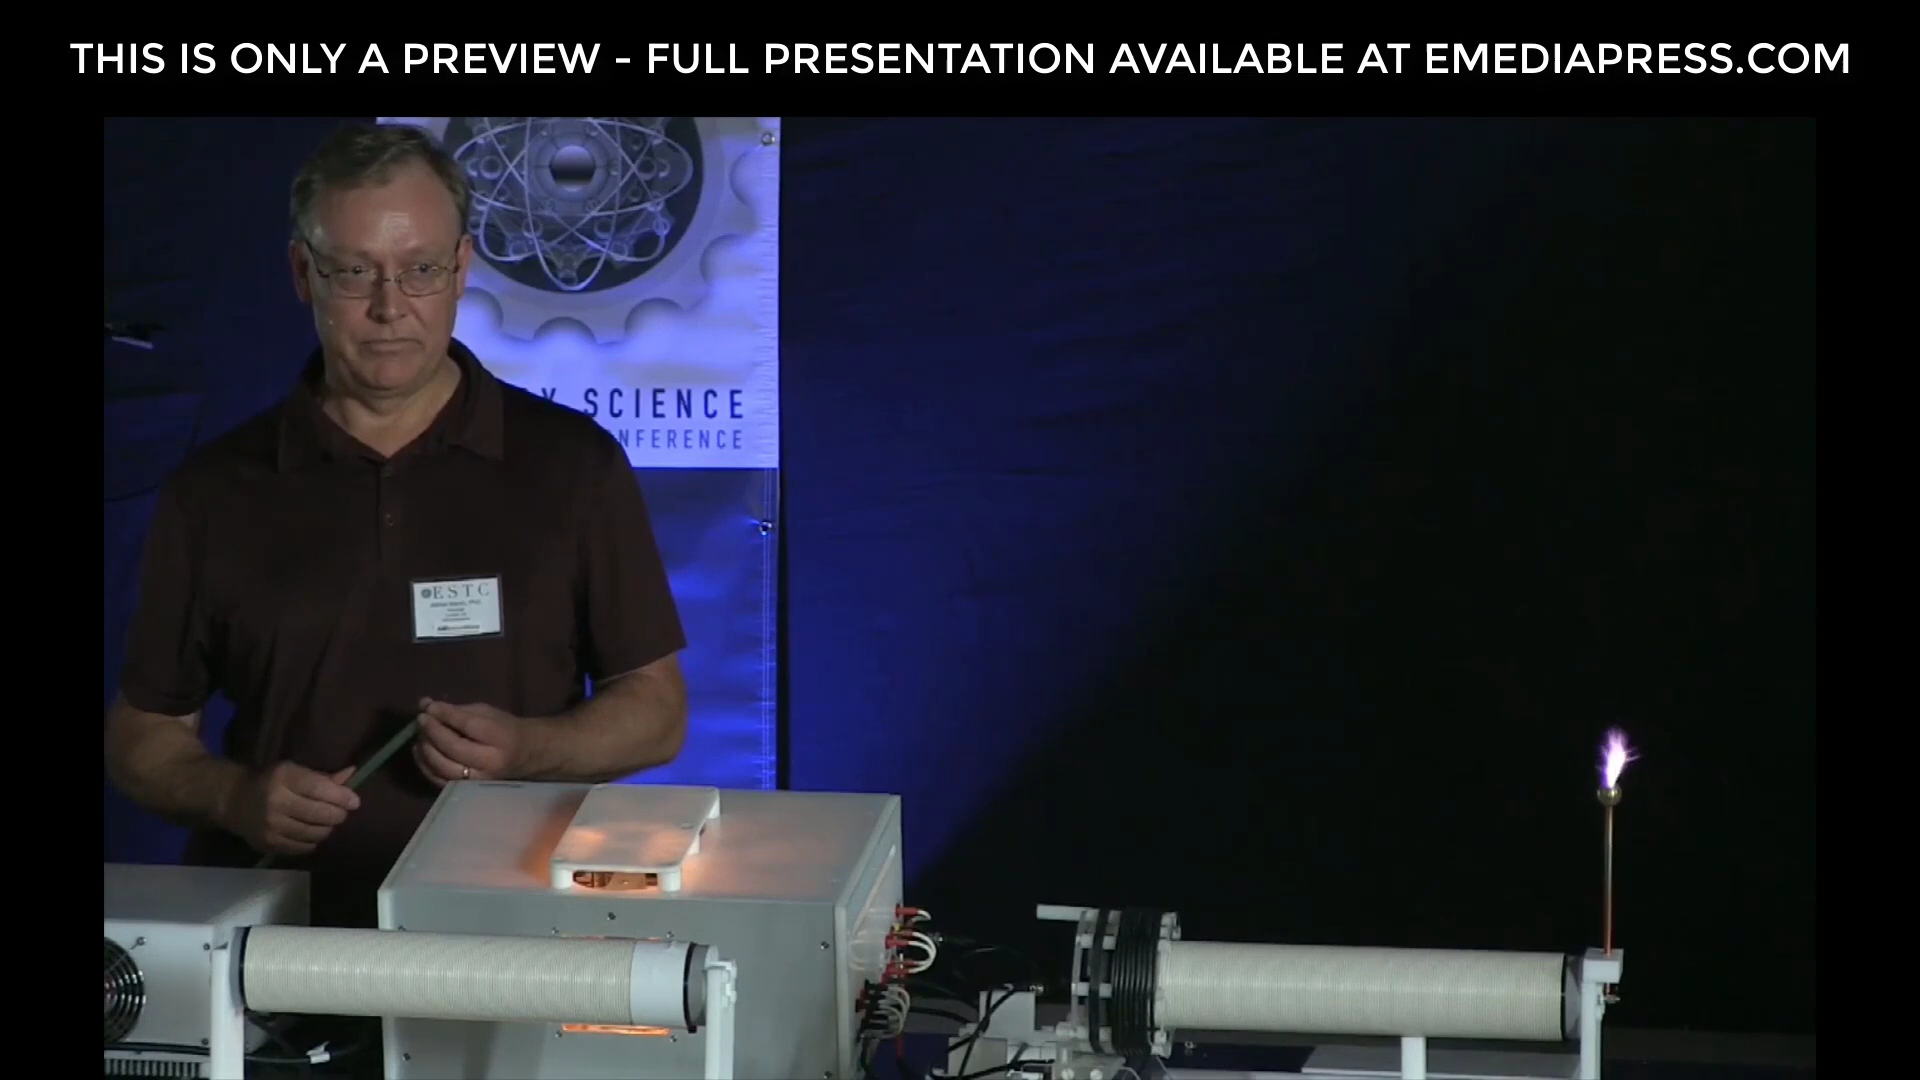 THIS IS ONLY A PREVIEW - FULL PRESENTATION AVAILABLE AT EMEDIAPRESS.COM
SCIENCE
NFERENCE
ESTC